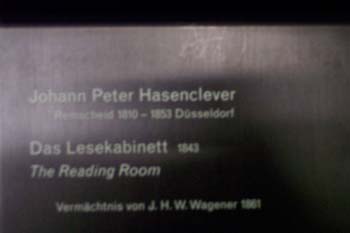 Johann Peter Hasenclever
Remscheid 1810 – 1853 Düsseldorf
Das Lesekabinett 1843
The Reading Room
Vermächtnis von J. H. W. Wagener 1861